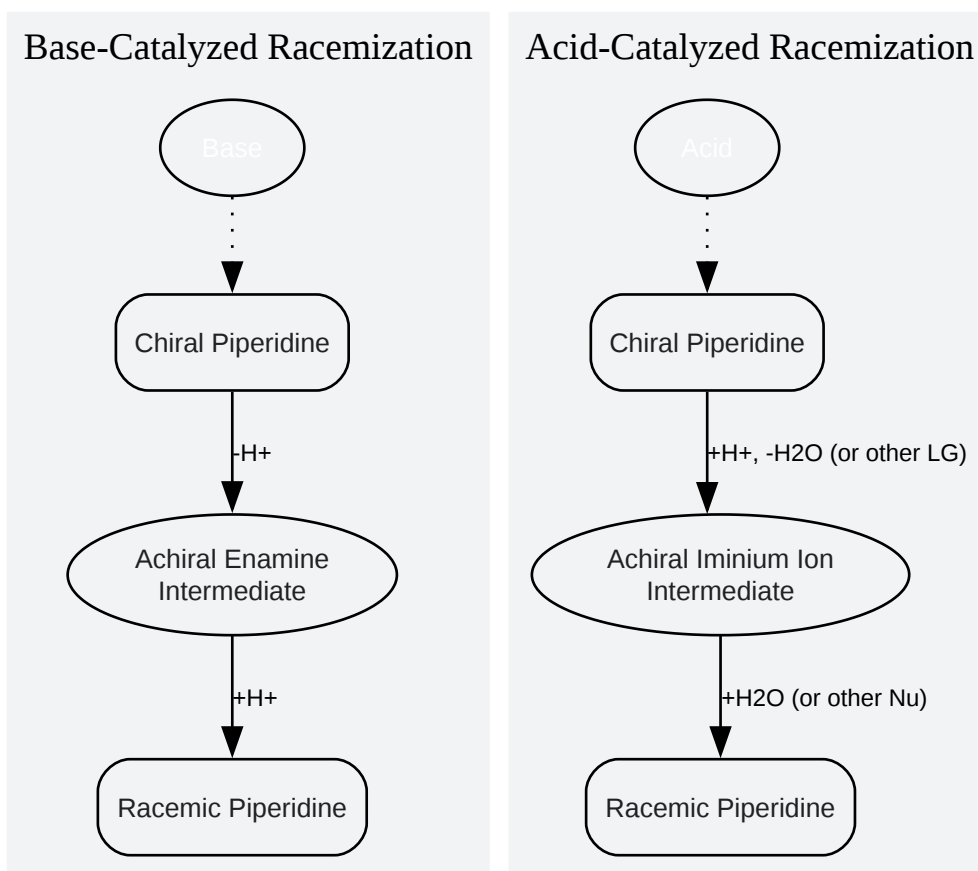 Base-Catalyzed Racemization
Base
Chiral Piperidine
-H+
Achiral Enamine
Intermediate
+H+
Racemic Piperidine
Acid-Catalyzed Racemization
Acid
Chiral Piperidine
+H+, -H2O (or other LG)
Achiral Iminium Ion
Intermediate
+H2O (or other Nu)
Racemic Piperidine